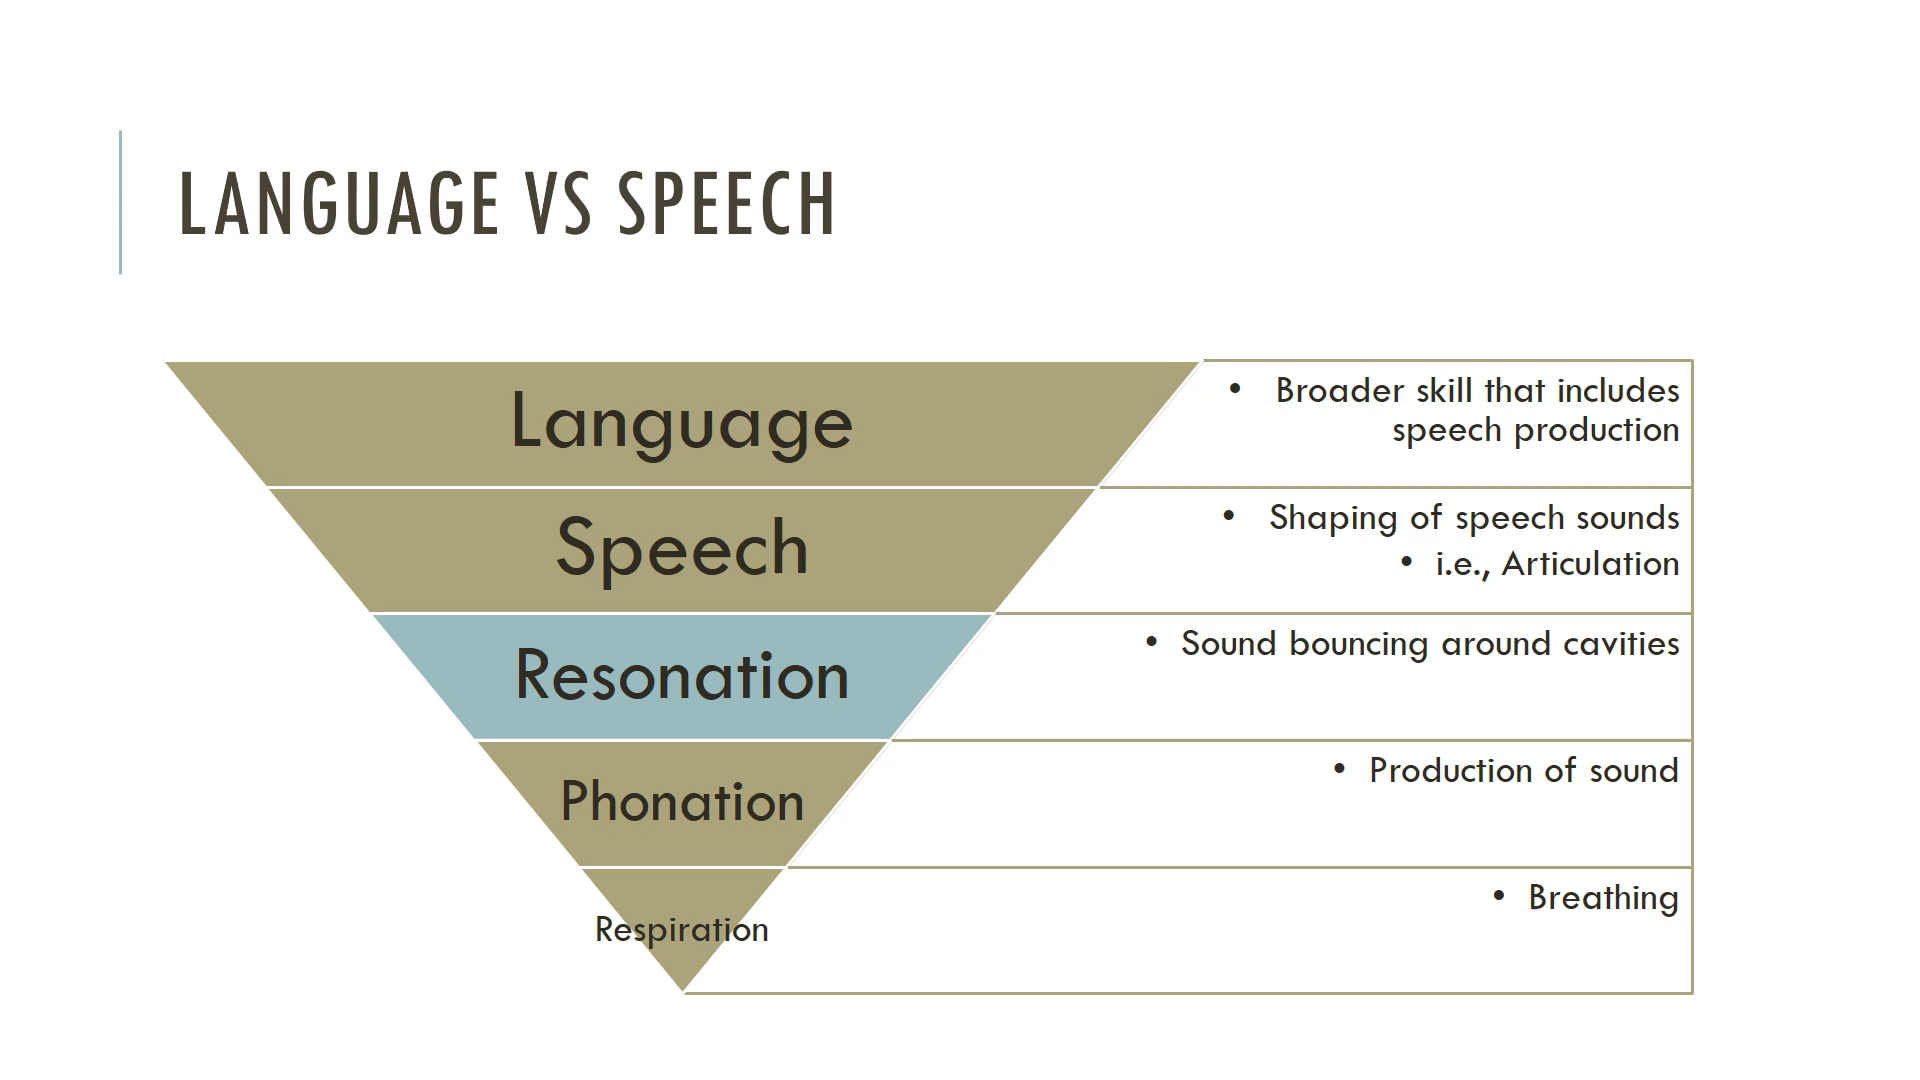 LANGUAGE VS SPEECH
Language
• Broader skill that includes
speech production
Speech
• Shaping of speech sounds
• i.e., Articulation
Resonation
• Sound bouncing around cavities
Phonation
• Production of sound
Respiration
• Breathing